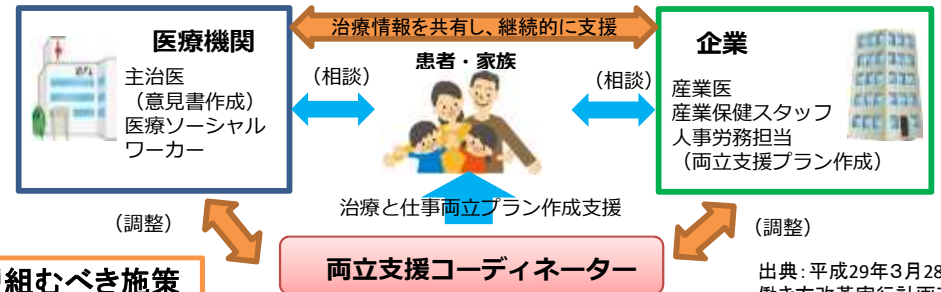 治療情報を共有し、継続的に支援
医療機関
主治医
（意見書作成）
医療ソーシャル
ワーカー
（相談）
患者・家族
（相談）
企業
産業医
産業保健スタッフ
人事労務担当
（両立支援プラン作成）
治療と仕事両立プラン作成支援
（調整）
（調整）
両立支援コーディネーター
組むべき施策
出典：平成29年3月28